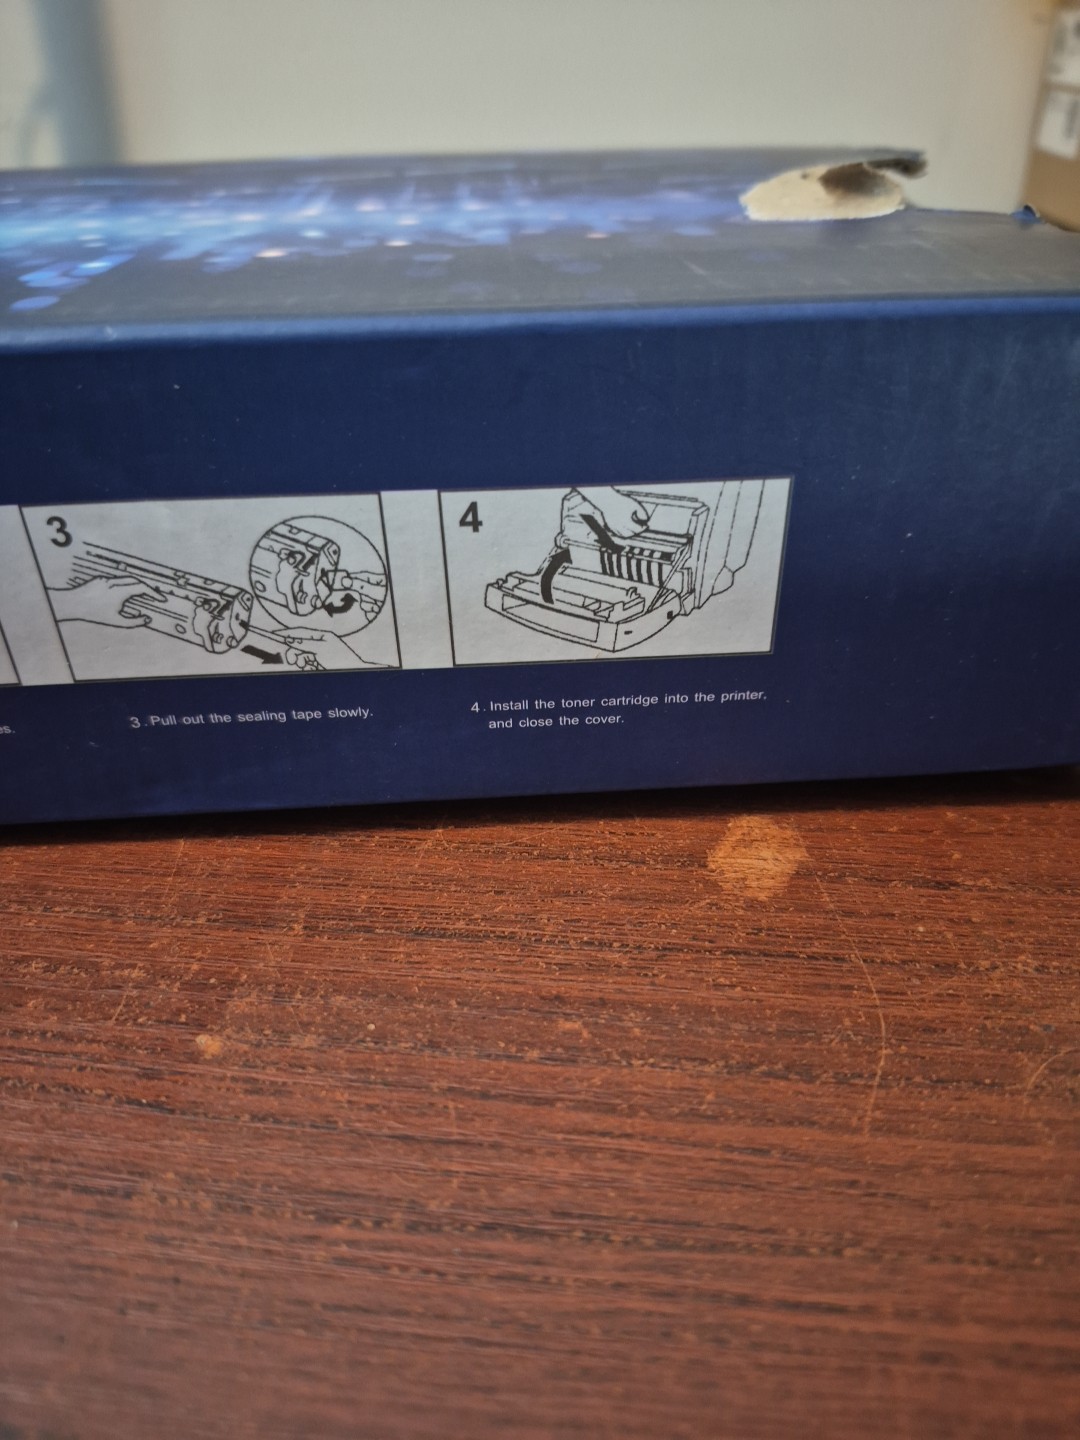 3
4
es.
3. Pull out the sealing tape slowly.
4. Install the toner cartridge into the printer,
and close the cover.